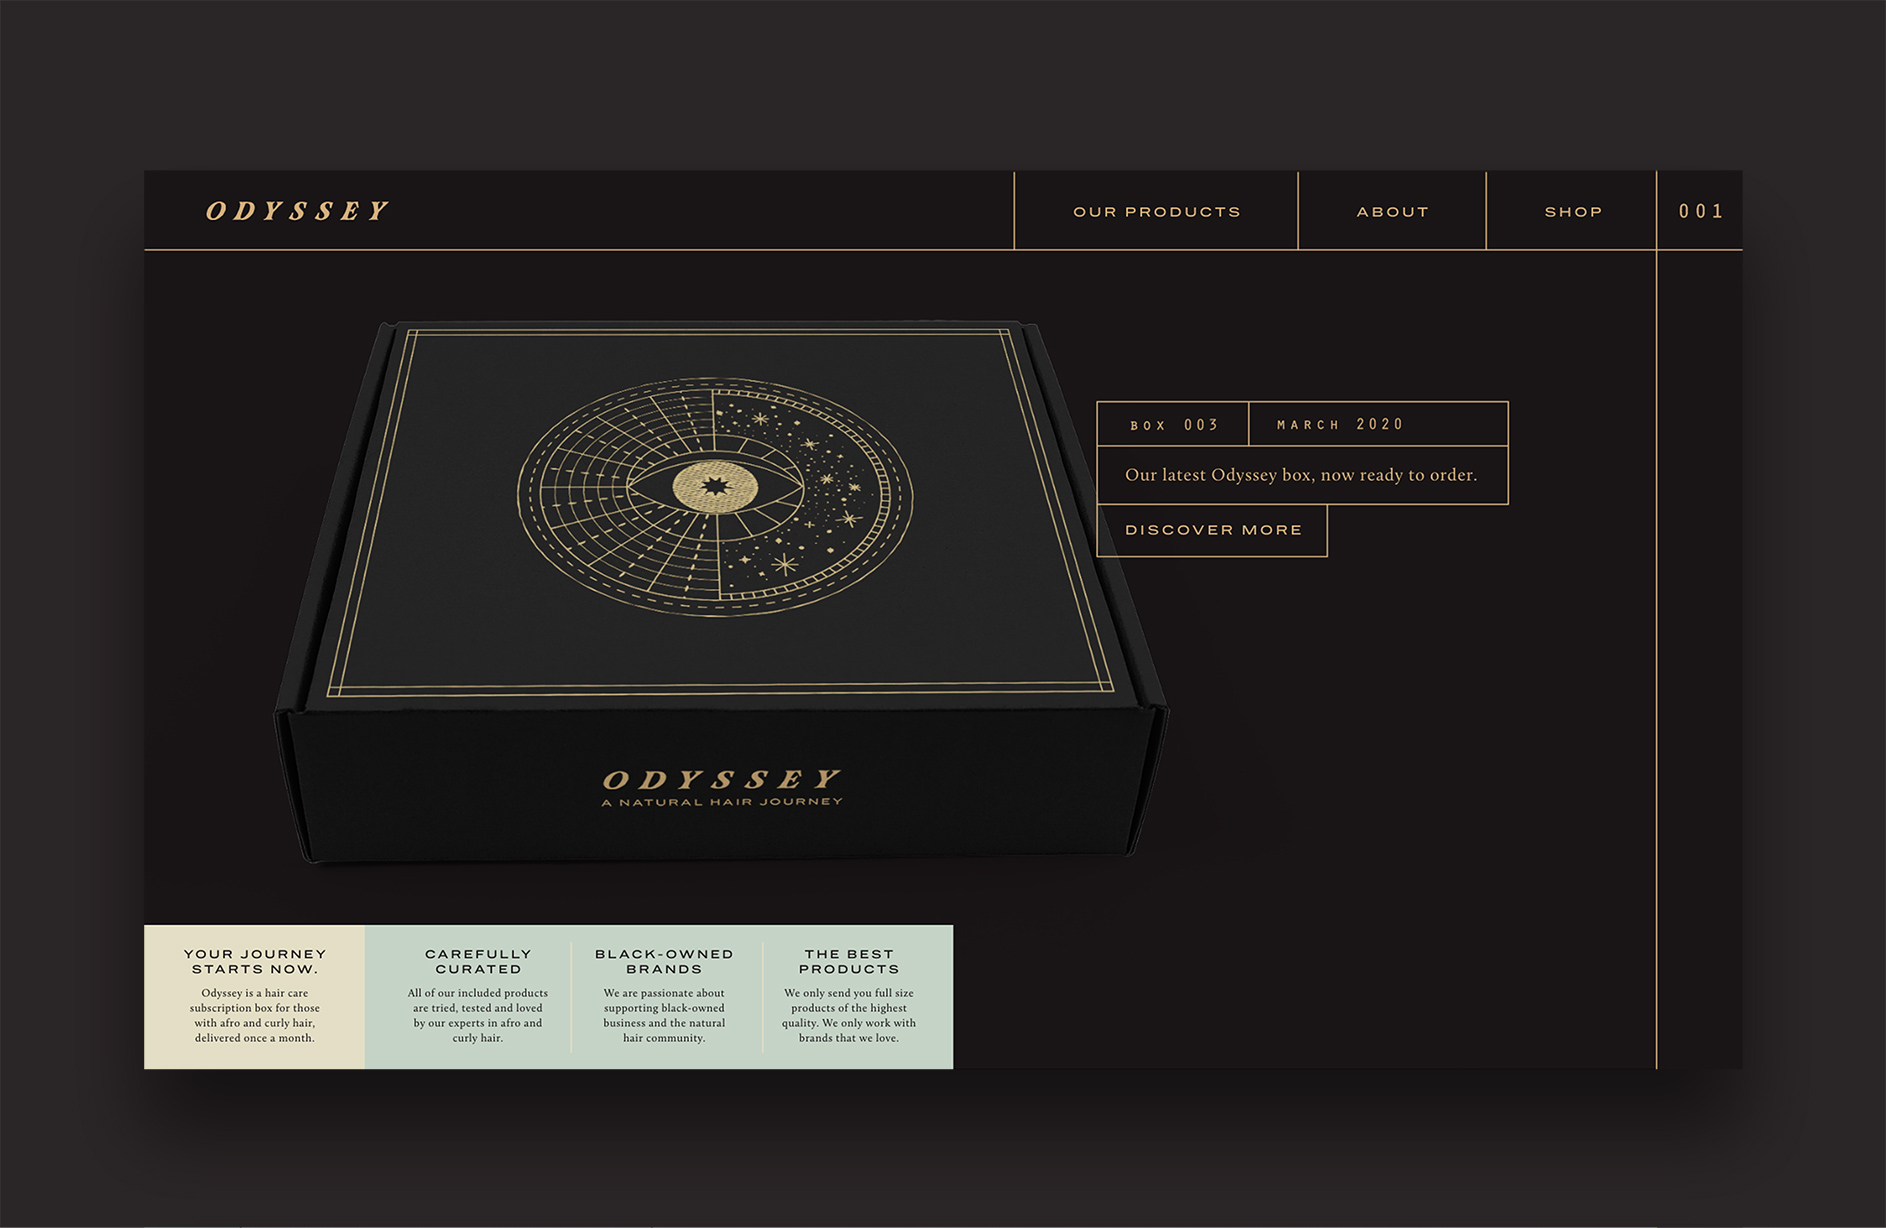 ODYSSEY
OUR PRODUCTS
ABOUT
SHOP
001
BOX 003
MARCH 2020
Our latest Odyssey box, now ready to order.
DISCOVER MORE
ODYSSEY
A NATURAL HAIR JOURNEY
YOUR JOURNEY
STARTS NOW.
Odyssey is a hair care
subscription box for those
with afro and curly hair,
delivered once a month.
CAREFULLY
CURATED
All of our included products
are tried, tested and loved
by our experts in afro and
curly hair.
BLACK-OWNED
BRANDS
We are passionate about
supporting black-owned
business and the natural
hair community.
THE BEST
PRODUCTS
We only send you full size
products of the highest
quality. We only work with
brands that we love.